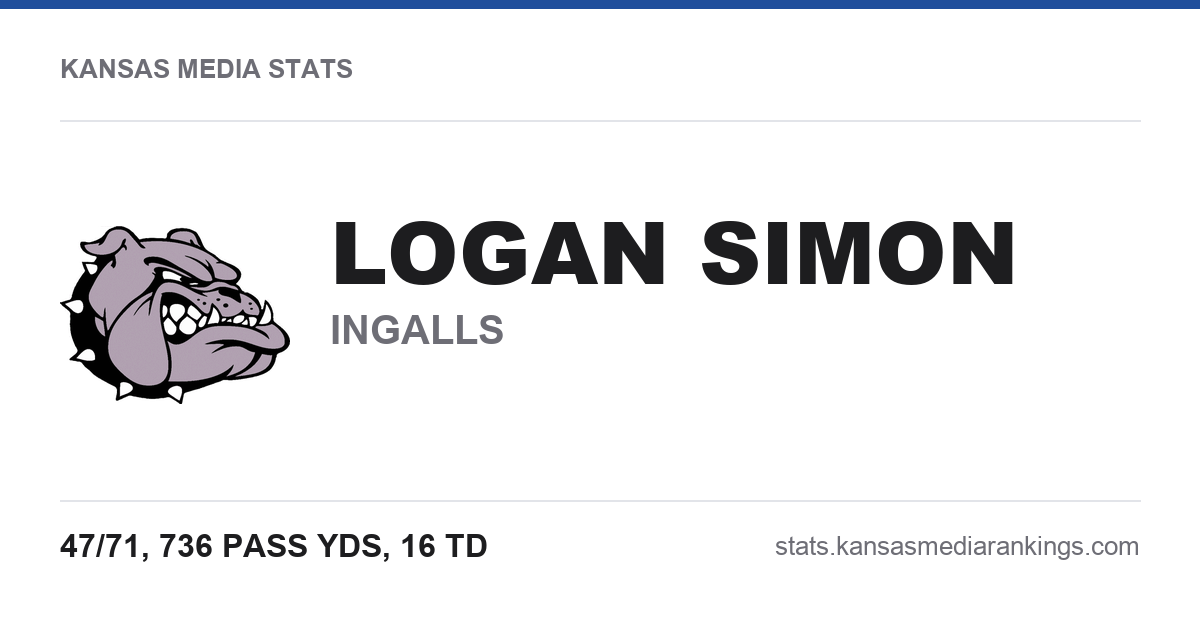 KANSAS MEDIA STATS
LOGAN SIMON
INGALLS
47/71, 736 PASS YDS, 16 TD
stats.kansasmediarankings.com